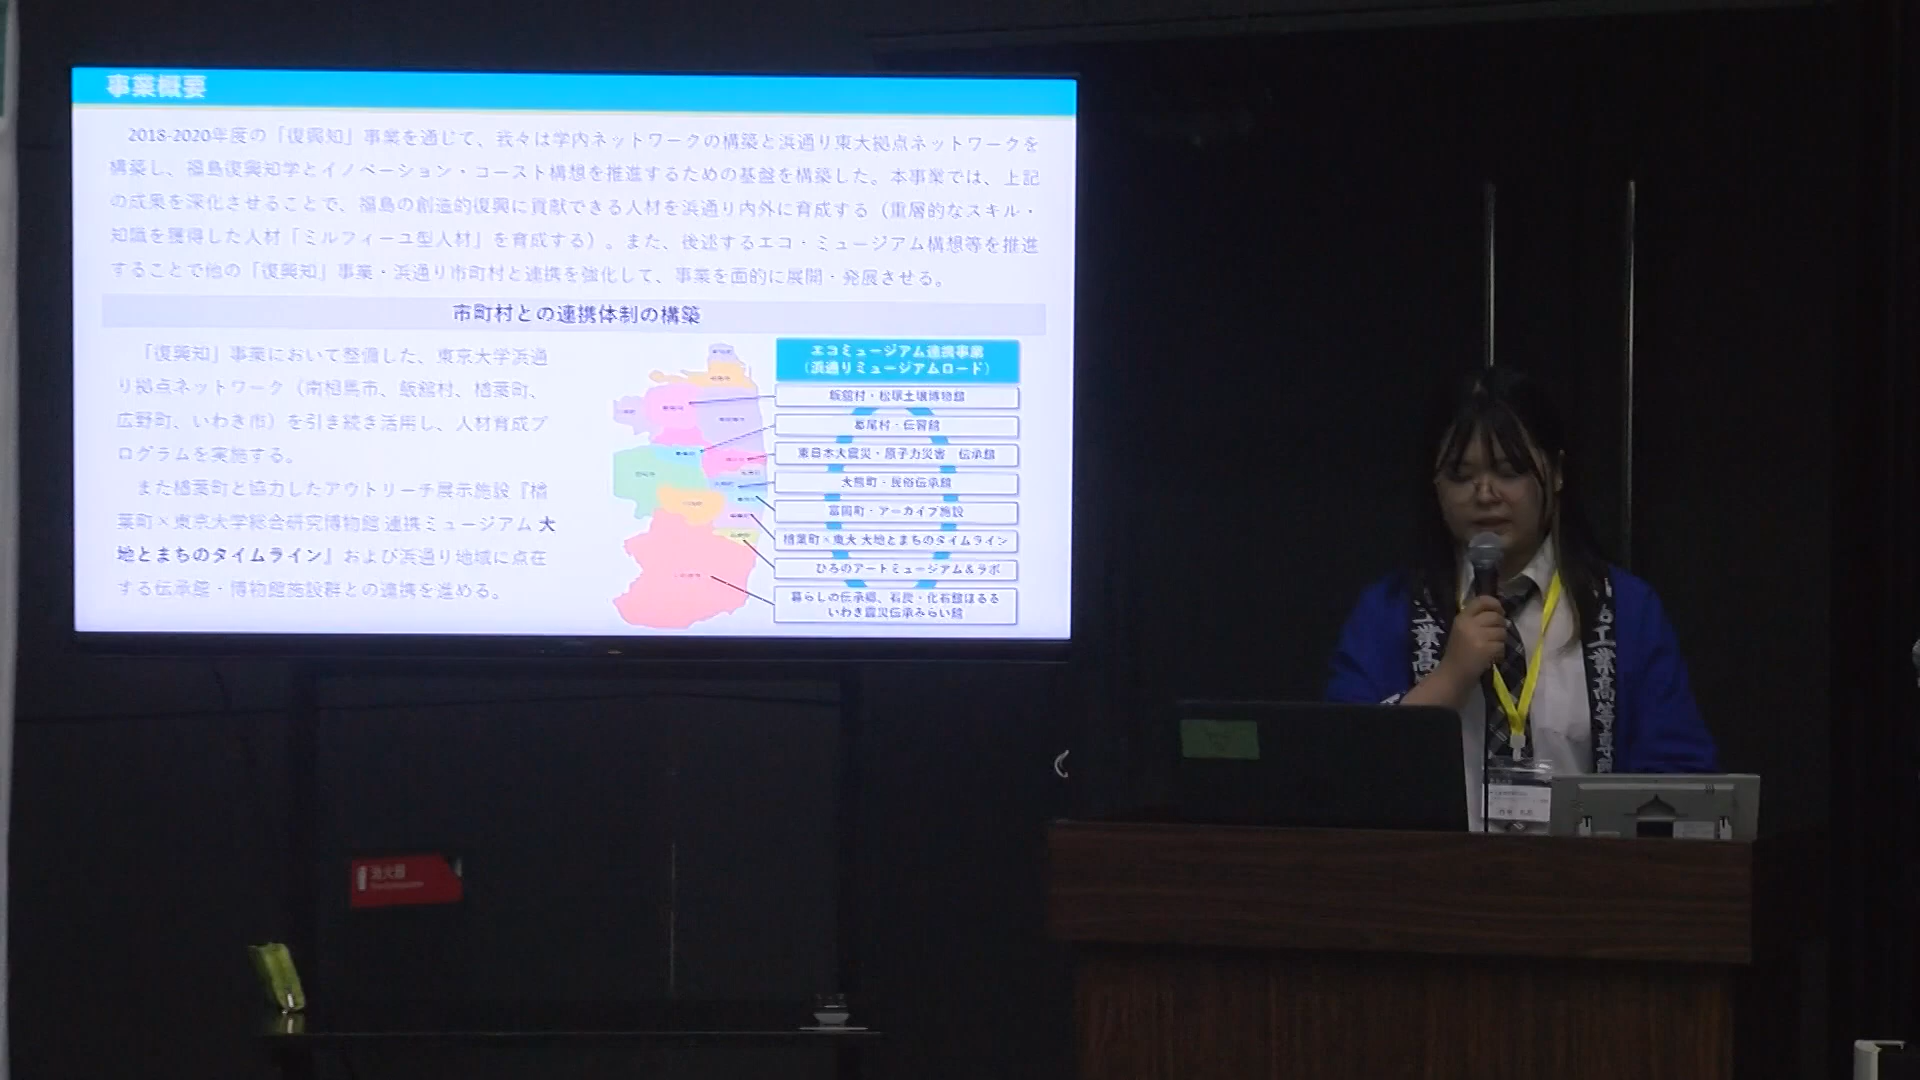 事業概要
2018-2020年度の「復興知」事業を通じて、我々は学内ネットワークの構築と浜通り東大拠点ネットワークを
構築し、福島復興知学とイノベーション・コースト構想を推進するための基盤を構築した。本事業では、上記
の成果を深化させることで、福島の創造的復興に貢献できる人材を浜通り内外に育成する（重層的なスキル・
知識を獲得した人材「ミルフィーユ型人材」を育成する）。また、後述するエコ・ミュージアム構想等を推進
することで他の「復興知」事業・浜通り市町村と連携を強化して、事業を面的に展開・発展させる。
市町村との連携体制の構築
「復興知」事業において整備した、東京大学浜通
り拠点ネットワーク（南相馬市、飯舘村、楢葉町、
広野町、いわき市）を引き続き活用し、人材育成プ
ログラムを実施する。
また楢葉町と協力したアウトリーチ展示施設『楢
葉町×東京大学総合研究博物館 連携ミュージアム 大
地とまちのタイムライン』および浜通り地域に点在
する伝承館・博物館施設群との連携を進める。
エコミュージアム連携事業
（浜通りミュージアムロード）
飯舘村・松塚土壌博物館
葛尾村・伝習館
東日本大震災・原子力災害 伝承館
大熊町・民俗伝承館
富岡町・アーカイブ施設
楢葉町×東大 大地とまちのタイムライン
ひろのアートミュージアム＆ラボ
暮らしの伝承郷、石炭・化石館ほるる
いわき震災伝承みらい館
工業高
工業高等専
消火器